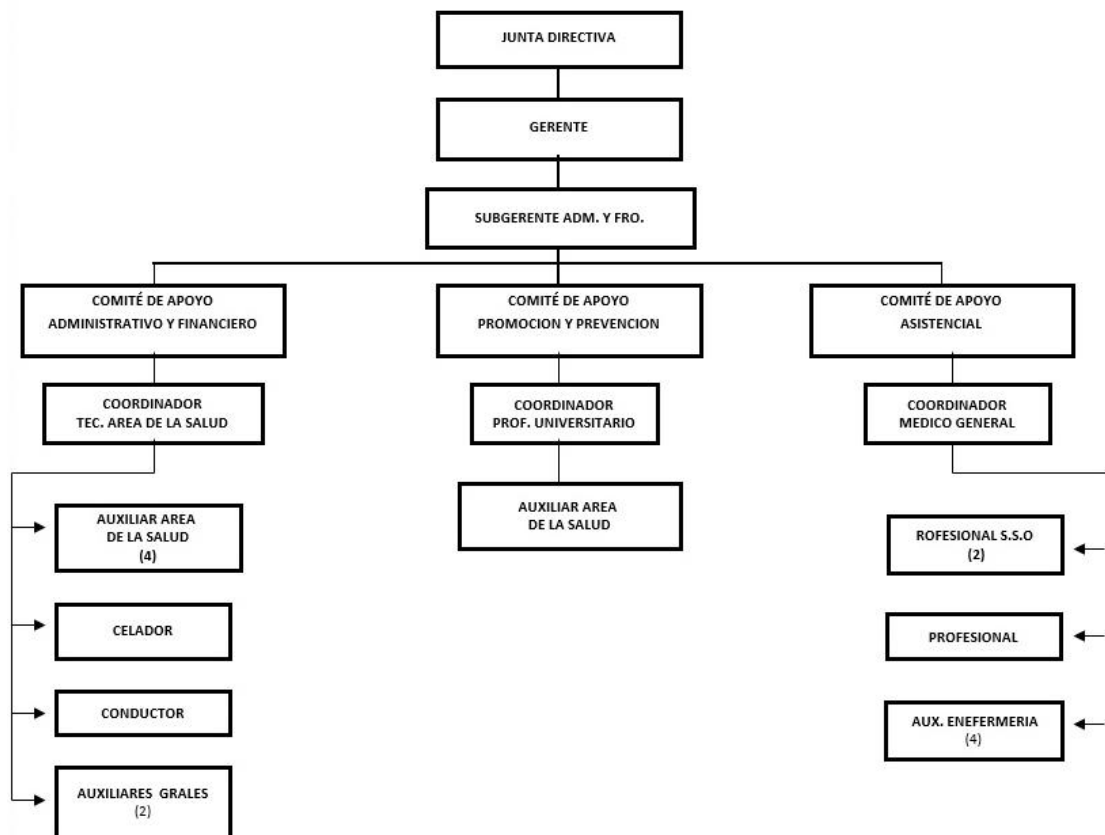 JUNTA DIRECTIVA
GERENTE
SUBGERENTE ADM. Y FRO.
COMITÉ DE APOYO
ADMINISTRATIVO Y FINANCIERO
COMITÉ DE APOYO
PROMOCION Y PREVENCION
COMITÉ DE APOYO
ASISTENCIAL
COORDINADOR
TEC. AREA DE LA SALUD
COORDINADOR
PROF. UNIVERSITARIO
COORDINADOR
MEDICO GENERAL
AUXILIAR AREA
DE LA SALUD
(4)
CELADOR
CONDUCTOR
AUXILIARES GRALES
(2)
AUXILIAR AREA
DE LA SALUD
ROFESIONAL S.S.O
(2)
PROFESIONAL
AUX. ENEFERMERIA
(4)